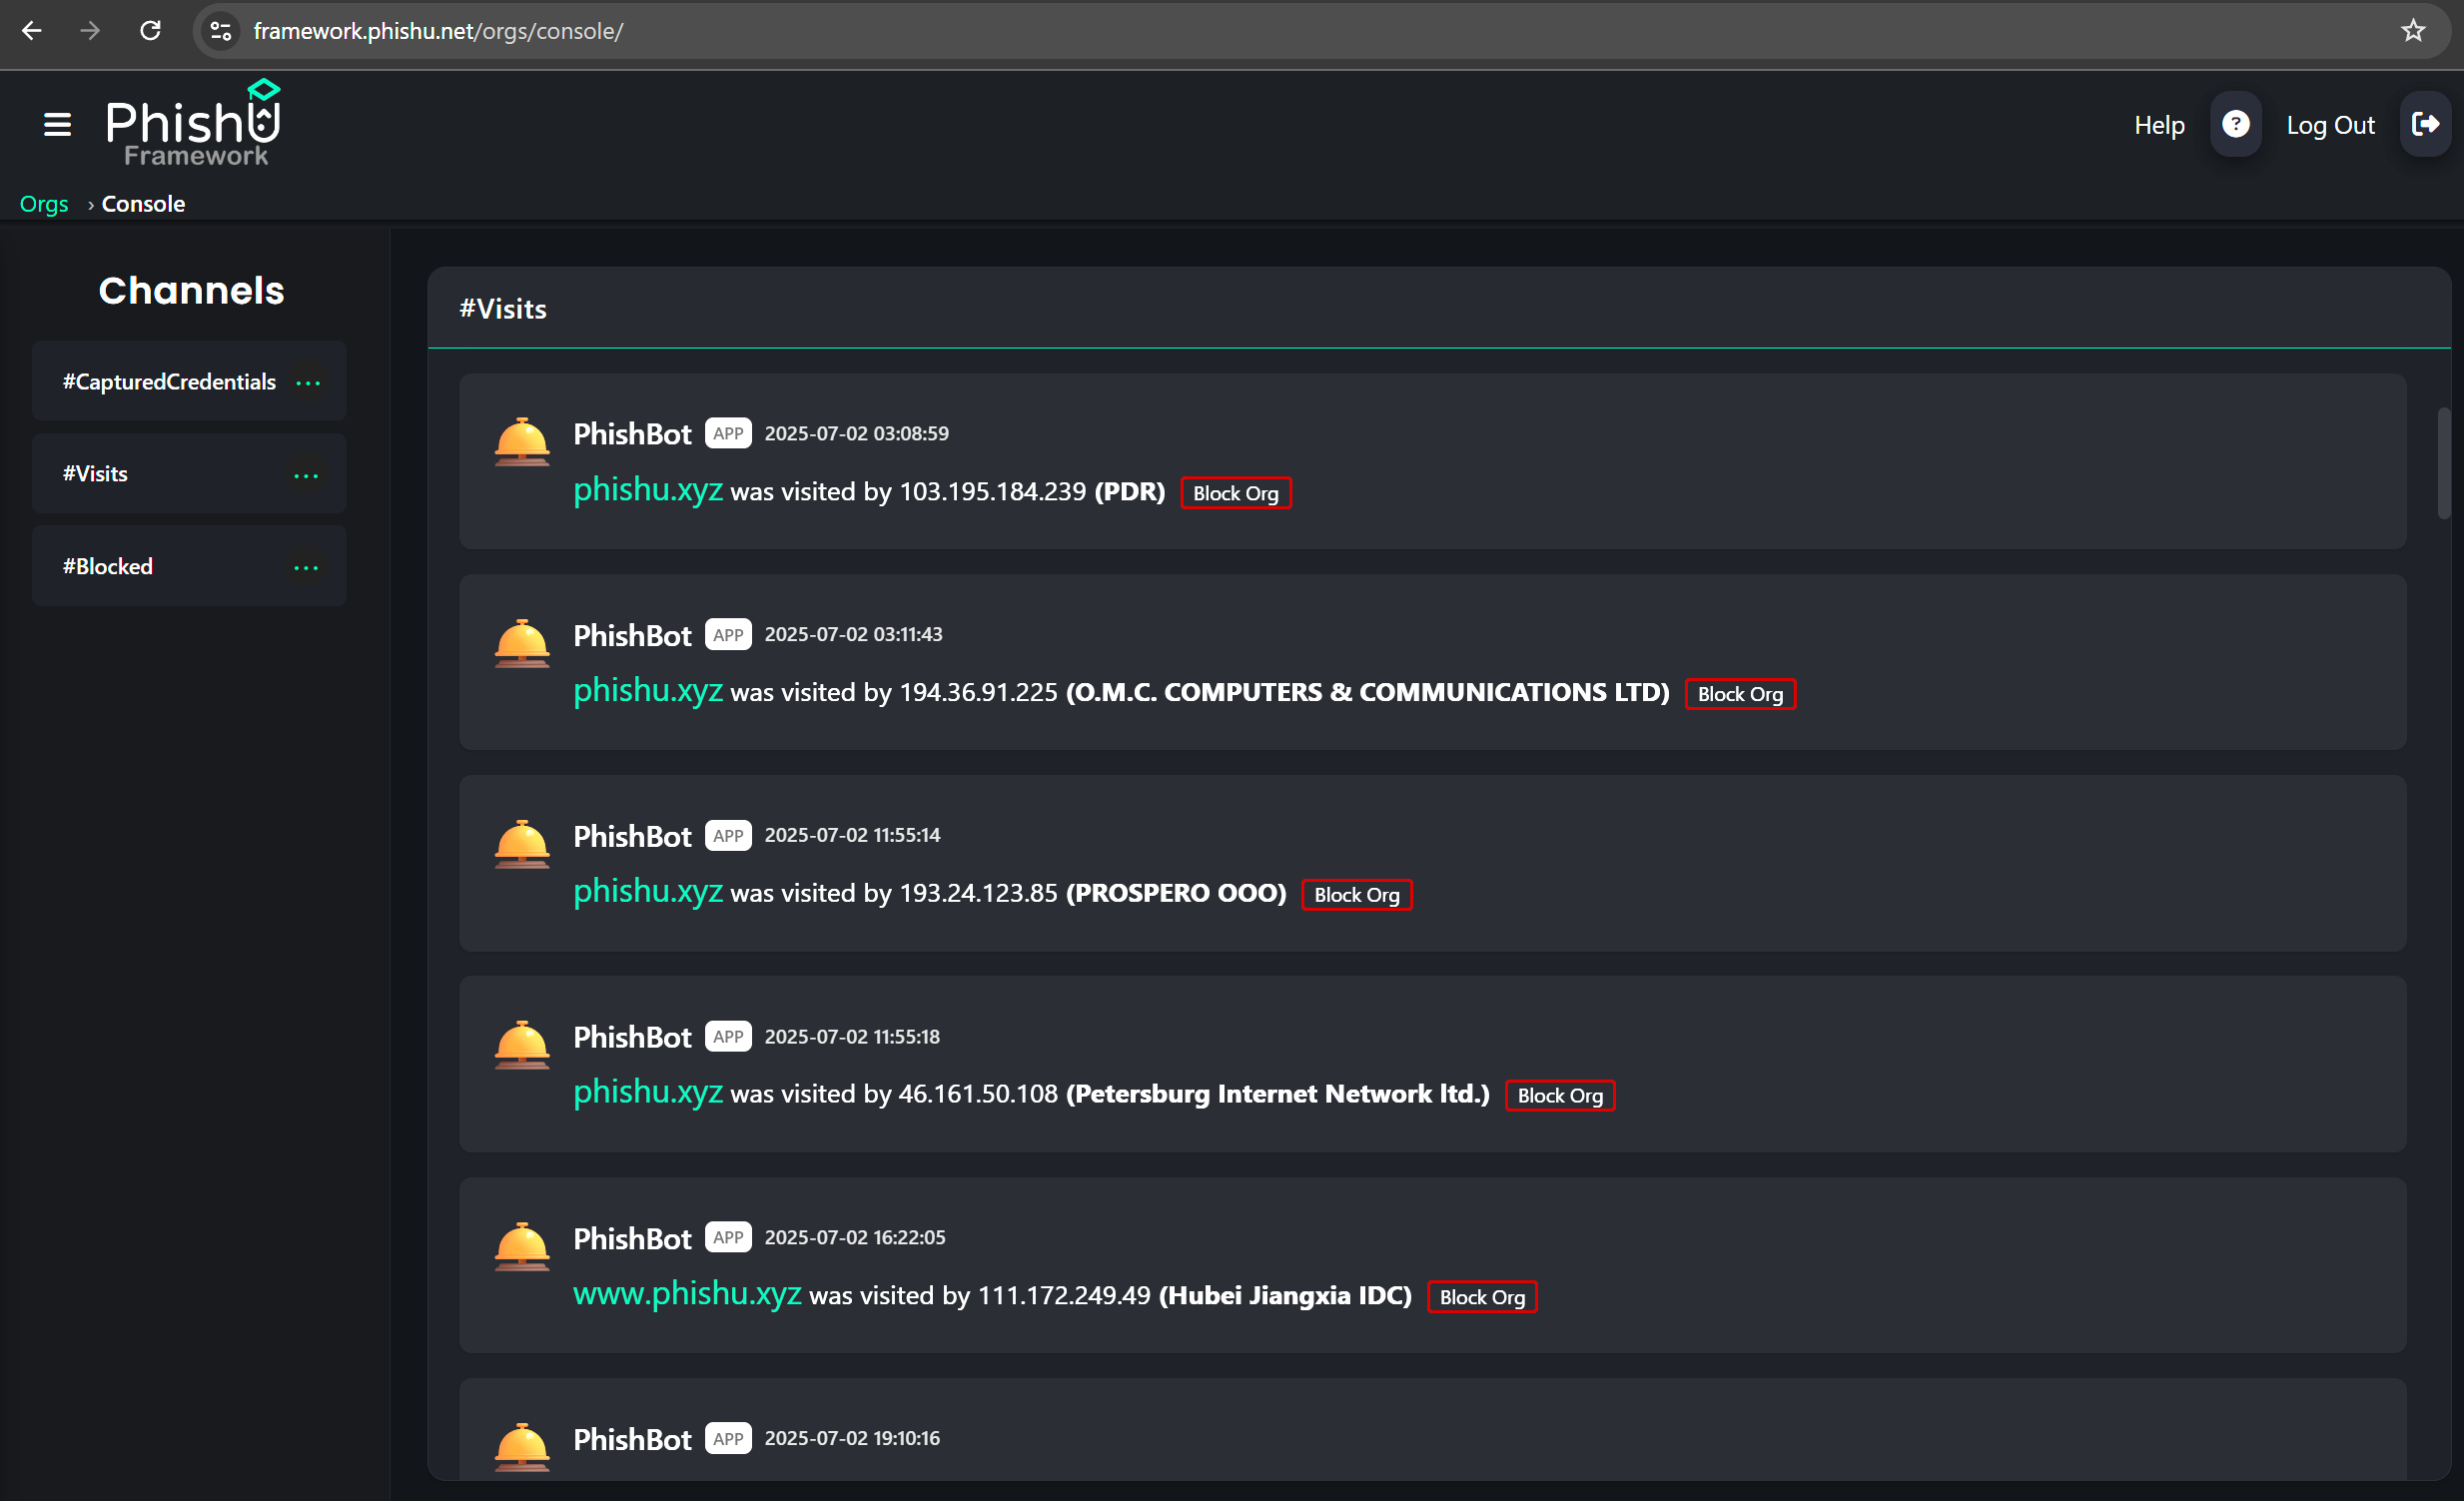 framework.phishu.net/orgs/console/
PhishU
Framework
Help ? Log Out
Orgs › Console
Channels
#CapturedCredentials ...
#Visits ...
#Blocked ...
#Visits
PhishBot APP 2025-07-02 03:08:59
phishu.xyz was visited by 103.195.184.239 (PDR) Block Org
PhishBot APP 2025-07-02 03:11:43
phishu.xyz was visited by 194.36.91.225 (O.M.C. COMPUTERS & COMMUNICATIONS LTD) Block Org
PhishBot APP 2025-07-02 11:55:14
phishu.xyz was visited by 193.24.123.85 (PROSPERO OOO) Block Org
PhishBot APP 2025-07-02 11:55:18
phishu.xyz was visited by 46.161.50.108 (Petersburg Internet Network ltd.) Block Org
PhishBot APP 2025-07-02 16:22:05
www.phishu.xyz was visited by 111.172.249.49 (Hubei Jiangxia IDC) Block Org
PhishBot APP 2025-07-02 19:10:16